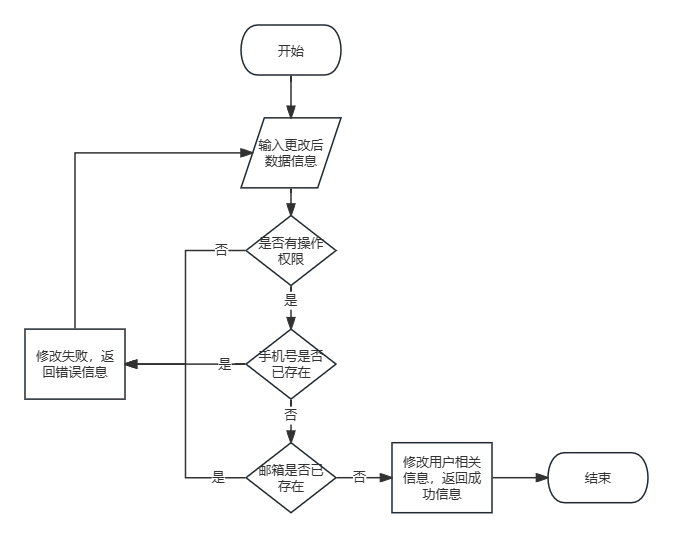 开始
输入更改后
数据信息
是否有操作
权限
否
是
修改失败，返
回错误信息
是
手机号是否
已存在
否
是
邮箱是否已
存在
否
修改用户相关
信息，返回成
功信息
结束